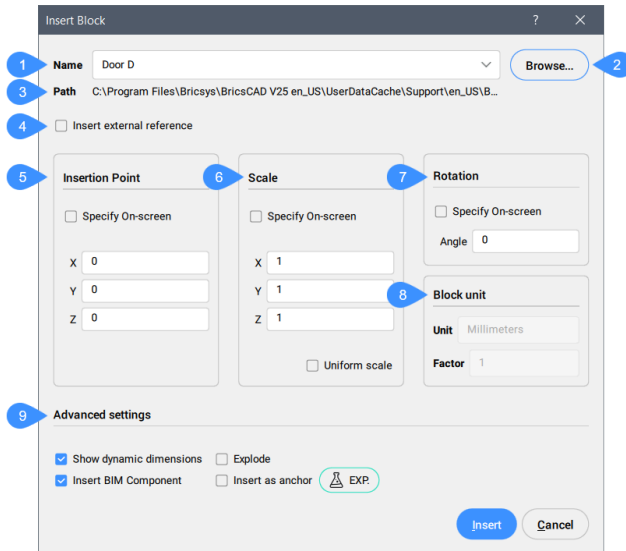 Insert Block ? ×
1 Name Door D Browse... 2
3 Path C:\Program Files\Bricsys\BricsCAD V25 en_US\UserDataCache\Support\en_US\B...
4 Insert external reference
5 Insertion Point 6 Scale 7 Rotation
Specify On-screen Specify On-screen Specify On-screen
Angle 0
X 0 X 1
Y 0 Y 1 8 Block unit
Z 0 Z 1 Unit Millimeters
Uniform scale Factor 1
9 Advanced settings
Show dynamic dimensions Explode
Insert BIM Component Insert as anchor EXP.
Insert Cancel